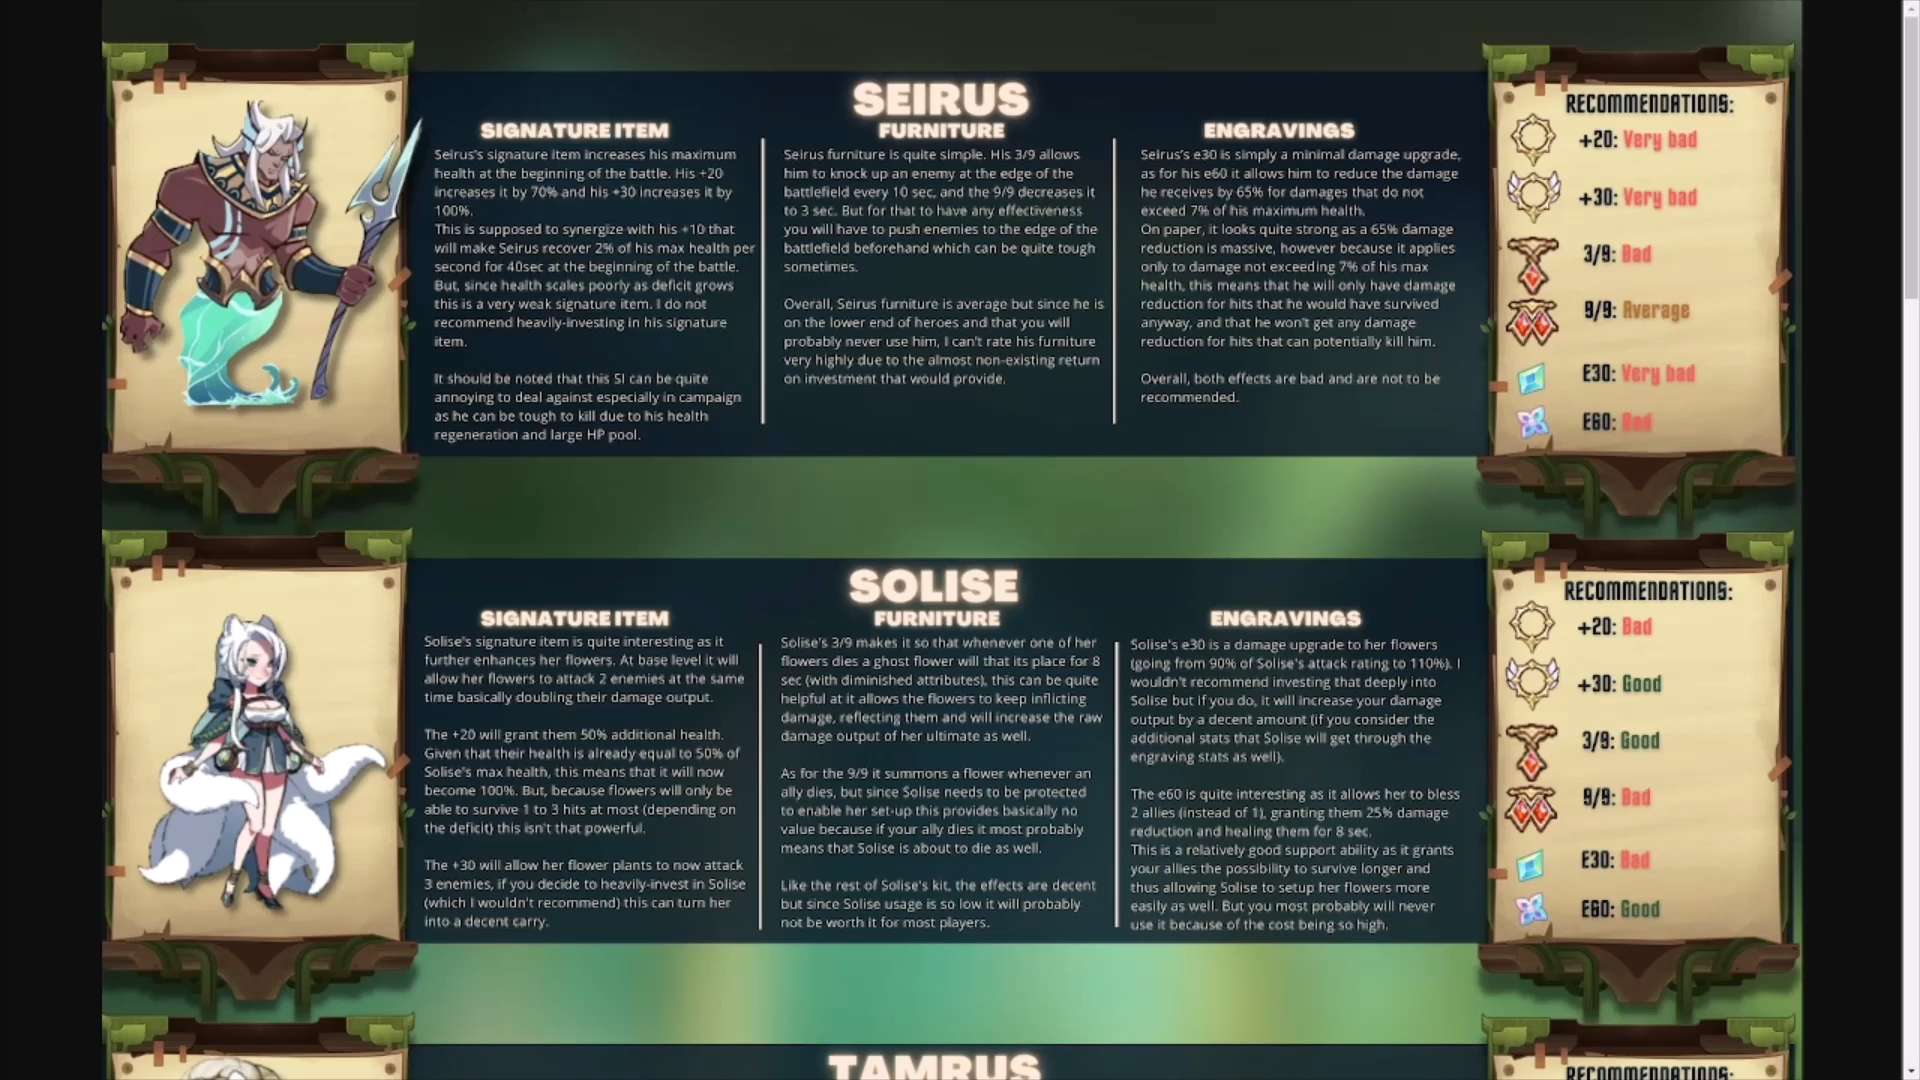 SEIRUS
SIGNATURE ITEM
Seirus's signature item increases his maximum
health at the beginning of the battle. His +20
increases it by 70% and his +30 increases it by
100%.
This is supposed to synergize with his +10 that
will make Seirus recover 2% of his max health per
second for 40sec at the beginning of the battle.
But, since health scales poorly as deficit grows
this is a very weak signature item. I do not
recommend heavily-investing in his signature
item.
It should be noted that this SI can be quite
annoying to deal against especially in campaign
as he can be tough to kill due to his health
regeneration and large HP pool.
FURNITURE
Seirus furniture is quite simple. His 3/9 allows
him to knock up an enemy at the edge of the
battlefield every 10 sec, and the 9/9 decreases it
to 3 sec. But for that to have any effectiveness
you will have to push enemies to the edge of the
battlefield beforehand which can be quite tough
sometimes.
Overall, Seirus furniture is average but since he is
on the lower end of heroes and that you will
probably never use him, I can't rate his furniture
very highly due to the almost non-existing return
on investment that would provide.
ENGRAVINGS
Seirus's e30 is simply a minimal damage upgrade,
as for his e60 it allows him to reduce the damage
he receives by 65% for damages that do not
exceed 7% of his maximum health.
On paper, it looks quite strong as a 65% damage
reduction is massive, however because it applies
only to damage not exceeding 7% of his max
health, this means that he will only have damage
reduction for hits that he would have survived
anyway, and that he won't get any damage
reduction for hits that can potentially kill him.
Overall, both effects are bad and are not to be
recommended.
RECOMMENDATIONS:
+20: Very bad
+30: Very bad
3/9: Bad
9/9: Average
E30: Very bad
E60: Bad
SOLISE
SIGNATURE ITEM
Solise's signature item is quite interesting as it
further enhances her flowers. At base level it will
allow her flowers to attack 2 enemies at the same
time basically doubling their damage output.
The +20 will grant them 50% additional health.
Given that their health is already equal to 50% of
Solise's max health, this means that it will now
become 100%. But, because flowers will only be
able to survive 1 to 3 hits at most (depending on
the deficit) this isn't that powerful.
The +30 will allow her flower plants to now attack
3 enemies, if you decide to heavily-invest in Solise
(which I wouldn't recommend) this can turn her
into a decent carry.
FURNITURE
Solise's 3/9 makes it so that whenever one of her
flowers dies a ghost flower will that its place for 8
sec (with diminished attributes), this can be quite
helpful at it allows the flowers to keep inflicting
damage, reflecting them and will increase the raw
damage output of her ultimate as well.
As for the 9/9 it summons a flower whenever an
ally dies, but since Solise needs to be protected
to enable her set-up this provides basically no
value because if your ally dies it most probably
means that Solise is about to die as well.
Like the rest of Solise's kit, the effects are decent
but since Solise usage is so low it will probably
not be worth it for most players.
ENGRAVINGS
Solise's e30 is a damage upgrade to her flowers
(going from 90% of Solise's attack rating to 110%). I
wouldn't recommend investing that deeply into
Solise but if you do, it will increase your damage
output by a decent amount (if you consider the
additional stats that Solise will get through the
engraving stats as well).
The e60 is quite interesting as it allows her to bless
2 allies (instead of 1), granting them 25% damage
reduction and healing them for 8 sec.
This is a relatively good support ability as it grants
your allies the possibility to survive longer and
thus allowing Solise to setup her flowers more
easily as well. But you most probably will never
use it because of the cost being so high.
RECOMMENDATIONS:
+20: Bad
+30: Good
3/9: Good
9/9: Bad
E30: Bad
E60: Good
TAMRUS
RECOMMENDATIONS: